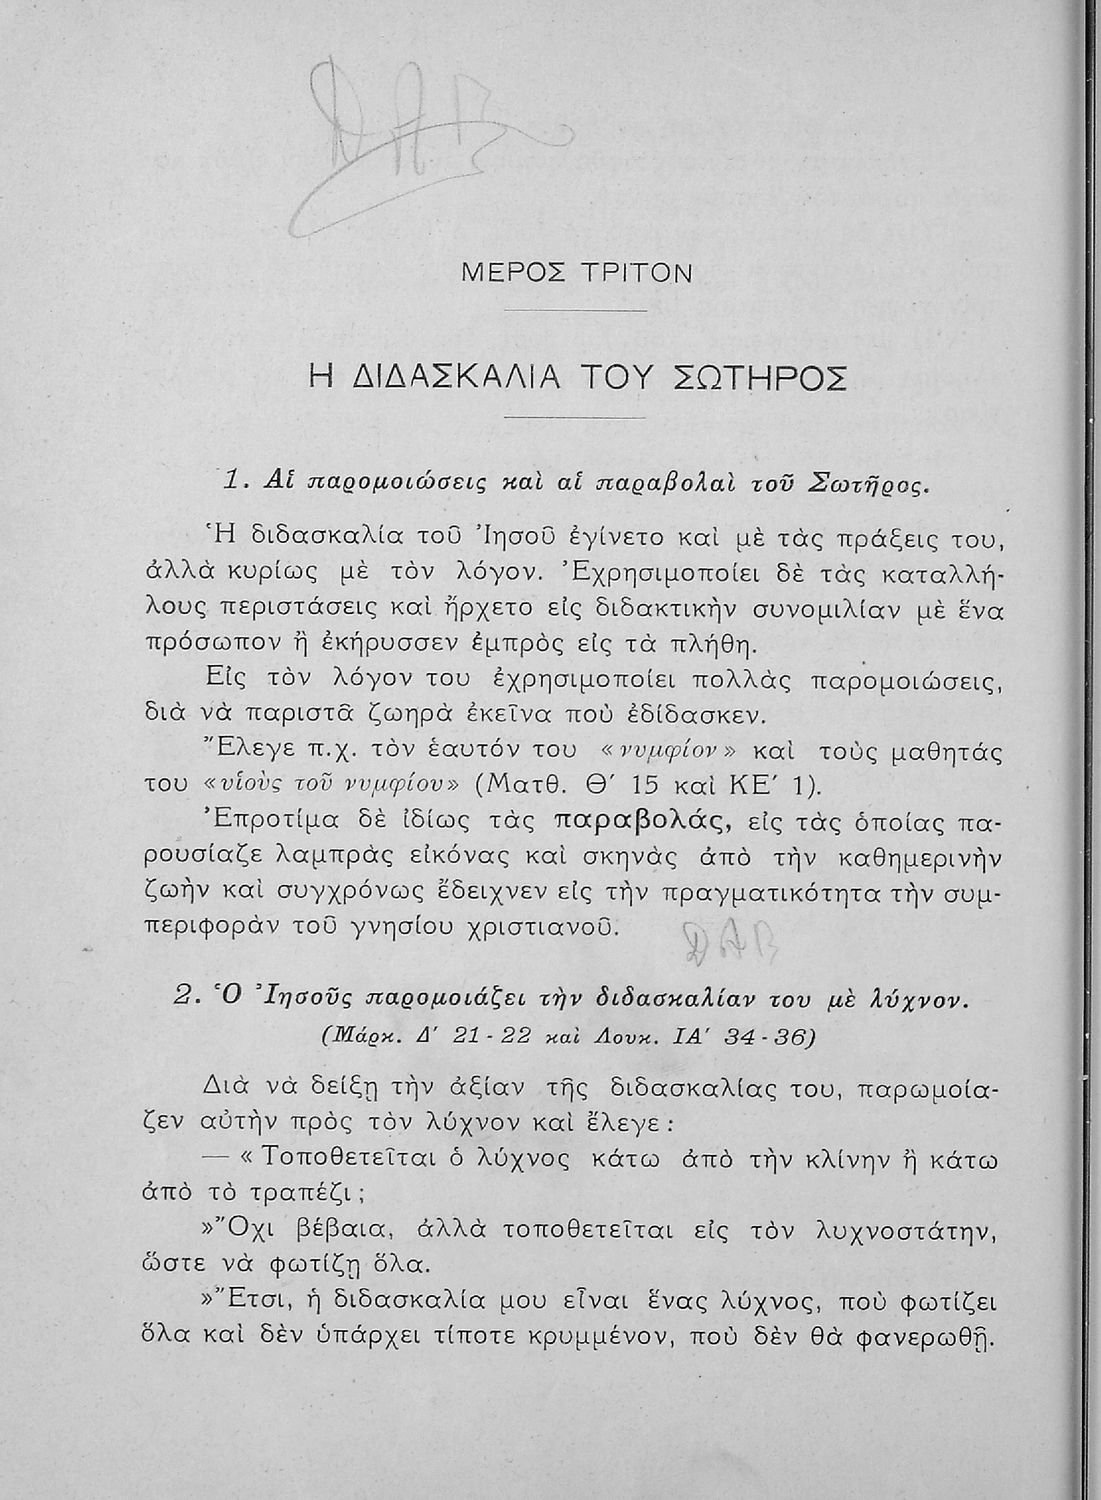 ΜΕΡΟΣ ΤΡΙΤΟΝ
Η ΔΙΔΑΣΚΑΛΙΑ ΤΟΥ ΣΩΤΗΡΟΣ
1. Αἱ παρομοιώσεις καὶ αἱ παραβολαὶ τοῦ Σωτῆρος.
Ἡ διδασκαλία τοῦ Ἰησοῦ ἐγίνετο καὶ μὲ τὰς πράξεις του,
ἀλλὰ κυρίως μὲ τὸν λόγον. Ἐχρησιμοποίει δὲ τὰς καταλλή-
λους περιστάσεις καὶ ἤρχετο εἰς διδακτικὴν συνομιλίαν μὲ ἕνα
πρόσωπον ἢ ἐκήρυσσεν ἐμπρὸς εἰς τὰ πλήθη.
Εἰς τὸν λόγον του ἐχρησιμοποίει πολλὰς παρομοιώσεις,
διὰ νὰ παριστᾶ ζωηρὰ ἐκεῖνα ποὺ ἐδίδασκεν.
Ἔλεγε π.χ. τὸν ἑαυτόν του «νυμφίον» καὶ τοὺς μαθητάς
του «υἱοὺς τοῦ νυμφίου» (Ματθ. Θ′ 15 καὶ ΚΕ′ 1).
Ἐπροτίμα δὲ ἰδίως τὰς παραβολάς, εἰς τὰς ὁποίας πα-
ρουσίαζε λαμπρὰς εἰκόνας καὶ σκηνὰς ἀπὸ τὴν καθημερινὴν
ζωὴν καὶ συγχρόνως ἔδειχνεν εἰς τὴν πραγματικότητα τὴν συμ-
περιφορὰν τοῦ γνησίου χριστιανοῦ.
DAB
2. Ὁ Ἰησοῦς παρομοιάζει τὴν διδασκαλίαν του μὲ λύχνον.
(Μάρκ. Δ′ 21 - 22 καὶ Λουκ. ΙΑ′ 34 - 36)
Διὰ νὰ δείξῃ τὴν ἀξίαν τῆς διδασκαλίας του, παρωμοία-
ζεν αὐτὴν πρὸς τὸν λύχνον καὶ ἔλεγε :
— « Τοποθετεῖται ὁ λύχνος κάτω ἀπὸ τὴν κλίνην ἢ κάτω
ἀπὸ τὸ τραπέζι ;
»Ὄχι βέβαια, ἀλλὰ τοποθετεῖται εἰς τὸν λυχνοστάτην,
ὥστε νὰ φωτίζῃ ὅλα.
»Ἔτσι, ἡ διδασκαλία μου εἶναι ἕνας λύχνος, ποὺ φωτίζει
ὅλα καὶ δὲν ὑπάρχει τίποτε κρυμμένον, ποὺ δὲν θὰ φανερωθῇ.